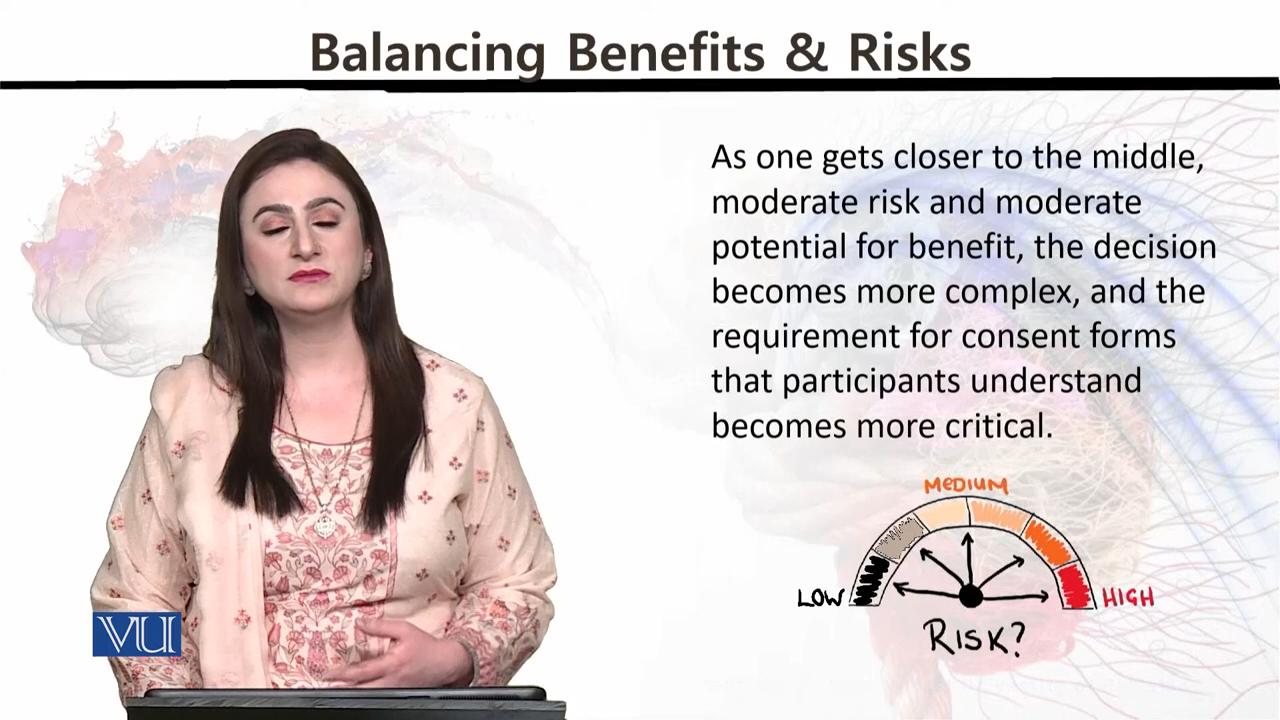 Balancing Benefits & Risks
As one gets closer to the middle,
moderate risk and moderate
potential for benefit, the decision
becomes more complex, and the
requirement for consent forms
that participants understand
becomes more critical.
MEDIUM
LOW
HIGH
RISK?
VU